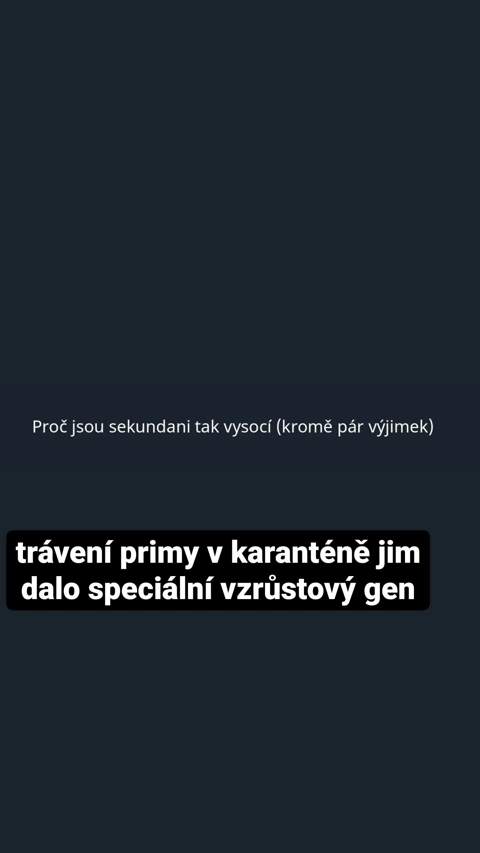 Proč jsou sekundani tak vysocí (kromě pár výjimek)
trávení primy v karanténě jim
dalo speciální vzrůstový gen